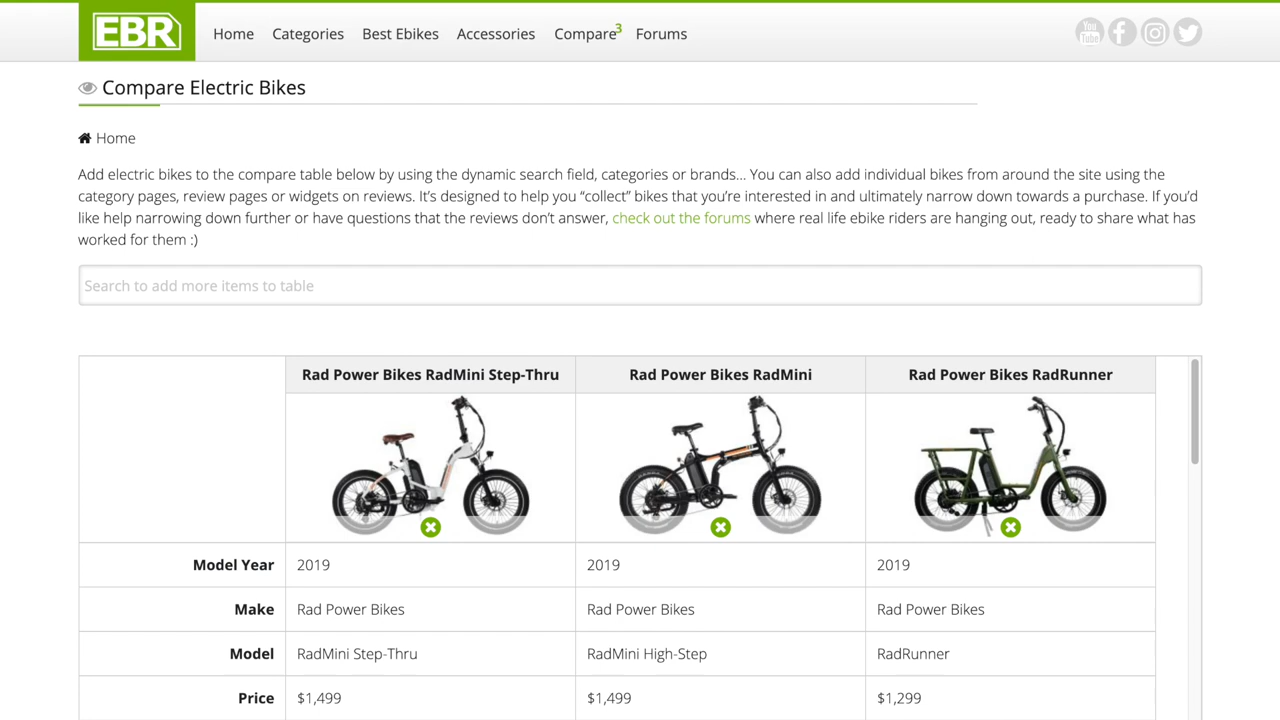 EBR
Home Categories Best Ebikes Accessories Compare3 Forums
You Tube
Compare Electric Bikes
Home
Add electric bikes to the compare table below by using the dynamic search field, categories or brands... You can also add individual bikes from around the site using the
category pages, review pages or widgets on reviews. It's designed to help you “collect” bikes that you're interested in and ultimately narrow down towards a purchase. If you'd
like help narrowing down further or have questions that the reviews don't answer, check out the forums where real life ebike riders are hanging out, ready to share what has
worked for them :)
Search to add more items to table
Rad Power Bikes RadMini Step-Thru Rad Power Bikes RadMini Rad Power Bikes RadRunner
Model Year 2019 2019 2019
Make Rad Power Bikes Rad Power Bikes Rad Power Bikes
Model RadMini Step-Thru RadMini High-Step RadRunner
Price $1,499 $1,499 $1,299